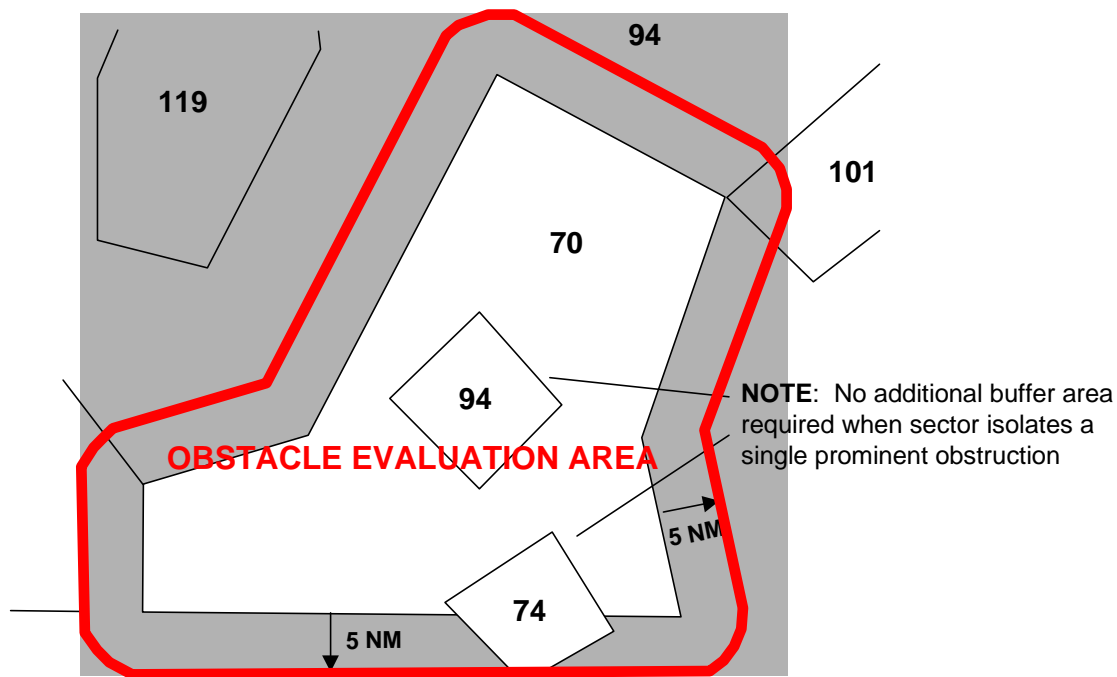 94
119
101
70
94
NOTE: No additional buffer area
required when sector isolates a
single prominent obstruction
OBSTACLE EVALUATION AREA
5 NM
74
5 NM